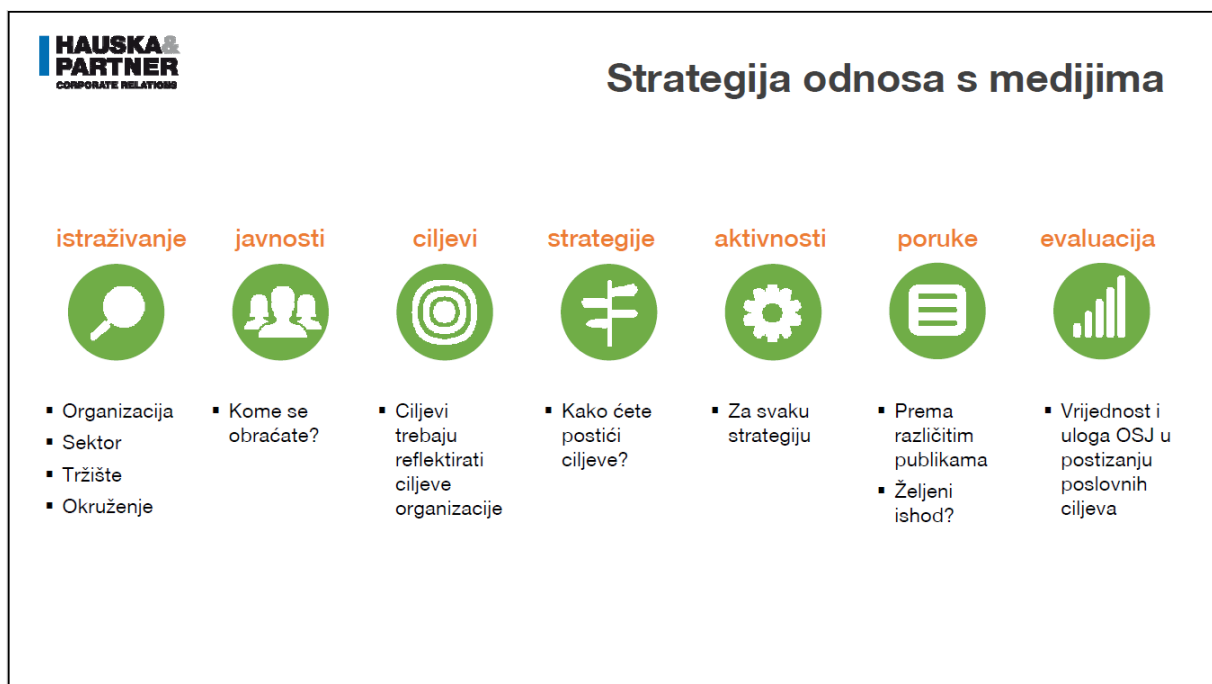 HAUSKA&
PARTNER
CORPORATE RELATIONS
Strategija odnosa s medijima
istraživanje
▪ Organizacija
▪ Sektor
▪ Tržište
▪ Okruženje
javnosti
▪ Kome se
obraćate?
ciljevi
▪ Ciljevi
trebaju
reflektirati
ciljeve
organizacije
strategije
▪ Kako ćete
postići
ciljeve?
aktivnosti
▪ Za svaku
strategiju
poruke
▪ Prema
različitim
publikama
▪ Željeni
ishod?
evaluacija
▪ Vrijednost i
uloga OSJ u
postizanju
poslovnih
ciljeva